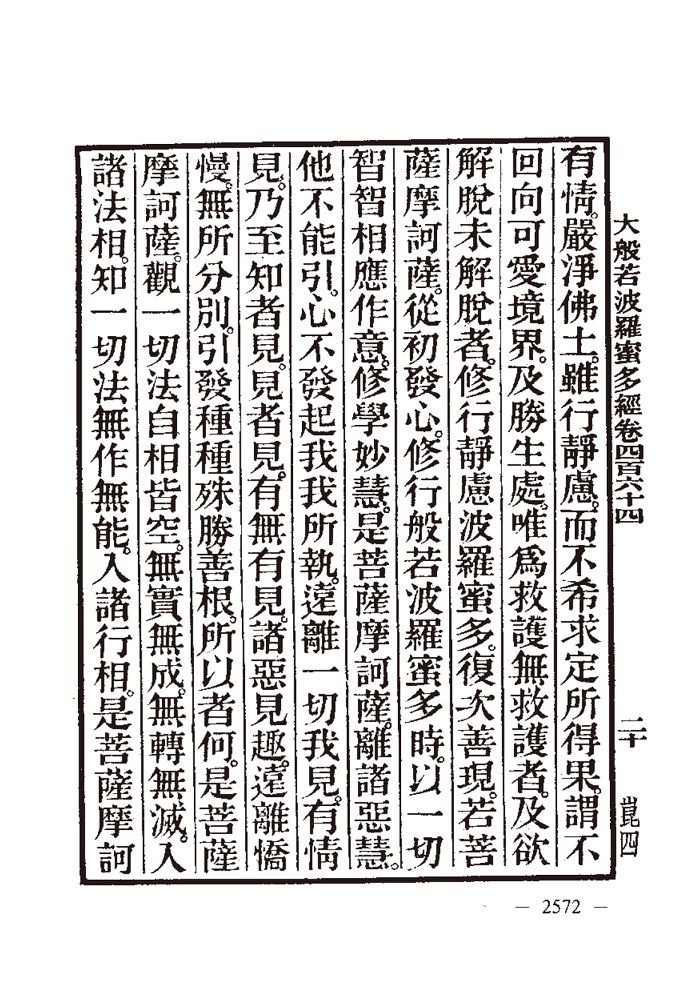 大般若波羅蜜多經卷四百六十四　二十　崑四
有情。嚴淨佛土。雖行靜慮。而不希求定所得果。謂不
回向可愛境界。及勝生處。唯爲救護無救護者。及欲
解脫未解脫者。修行靜慮波羅蜜多。復次善現。若菩
薩摩訶薩。從初發心。修行般若波羅蜜多時。以一切
智智相應作意。修學妙慧。是菩薩摩訶薩。離諸惡慧。
他不能引。心不發起我我所執。遠離一切我見。有情
見。乃至知者見。見者見。有無有見。諸惡見趣。遠離憍
慢。無所分別。引發種種殊勝善根。所以者何。是菩薩
摩訶薩。觀一切法自相皆空。無實無成。無轉無滅。入
諸法相。知一切法無作無能。入諸行相。是菩薩摩訶
— 2572 —